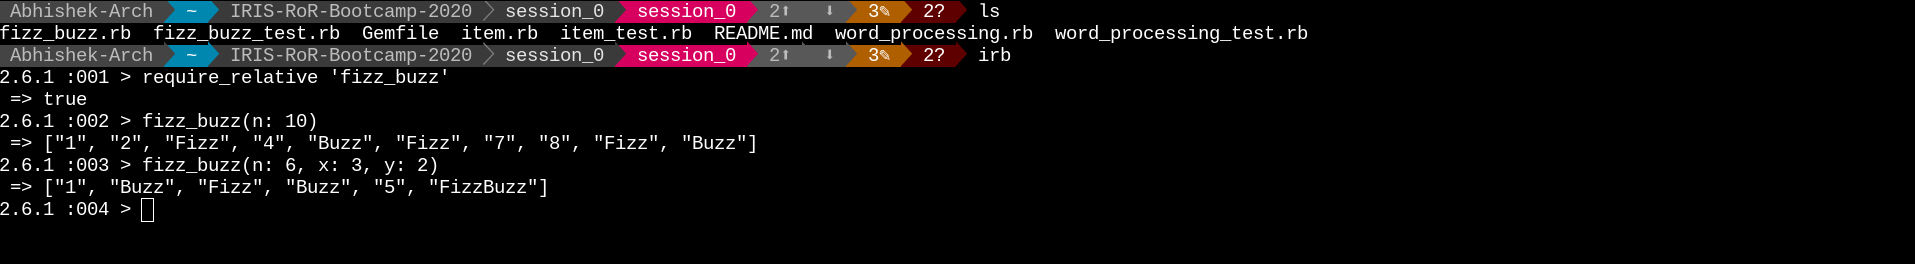 Abhishek-Arch ~ IRIS-RoR-Bootcamp-2020 session_0 session_0 2⬆ ⬇ 3✎ 2? ls
fizz_buzz.rb fizz_buzz_test.rb Gemfile item.rb item_test.rb README.md word_processing.rb word_processing_test.rb
Abhishek-Arch ~ IRIS-RoR-Bootcamp-2020 session_0 session_0 2⬆ ⬇ 3✎ 2? irb
2.6.1 :001 > require_relative 'fizz_buzz'
 => true
2.6.1 :002 > fizz_buzz(n: 10)
 => ["1", "2", "Fizz", "4", "Buzz", "Fizz", "7", "8", "Fizz", "Buzz"]
2.6.1 :003 > fizz_buzz(n: 6, x: 3, y: 2)
 => ["1", "Buzz", "Fizz", "Buzz", "5", "FizzBuzz"]
2.6.1 :004 >